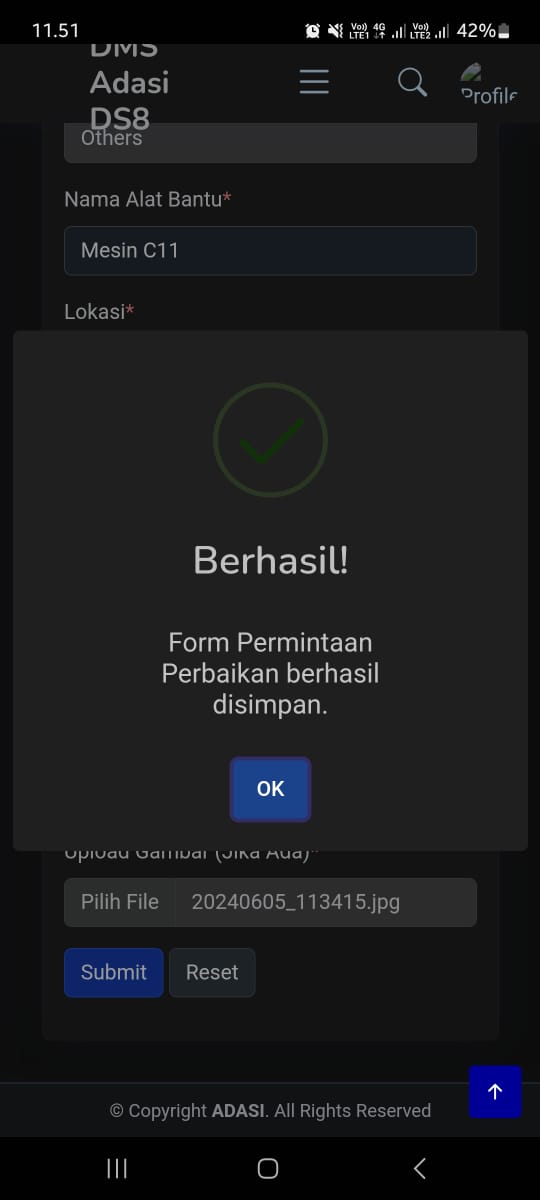 11.51
Vo)) 4G Vo))
LTE1 LTE2 42%
DMS
Adasi
DS8
Profile
Others
Nama Alat Bantu*
Mesin C11
Lokasi*
Berhasil!
Form Permintaan
Perbaikan berhasil
disimpan.
OK
Upload Gambar (Jika Ada)*
Pilih File 20240605_113415.jpg
Submit Reset
© Copyright ADASI. All Rights Reserved